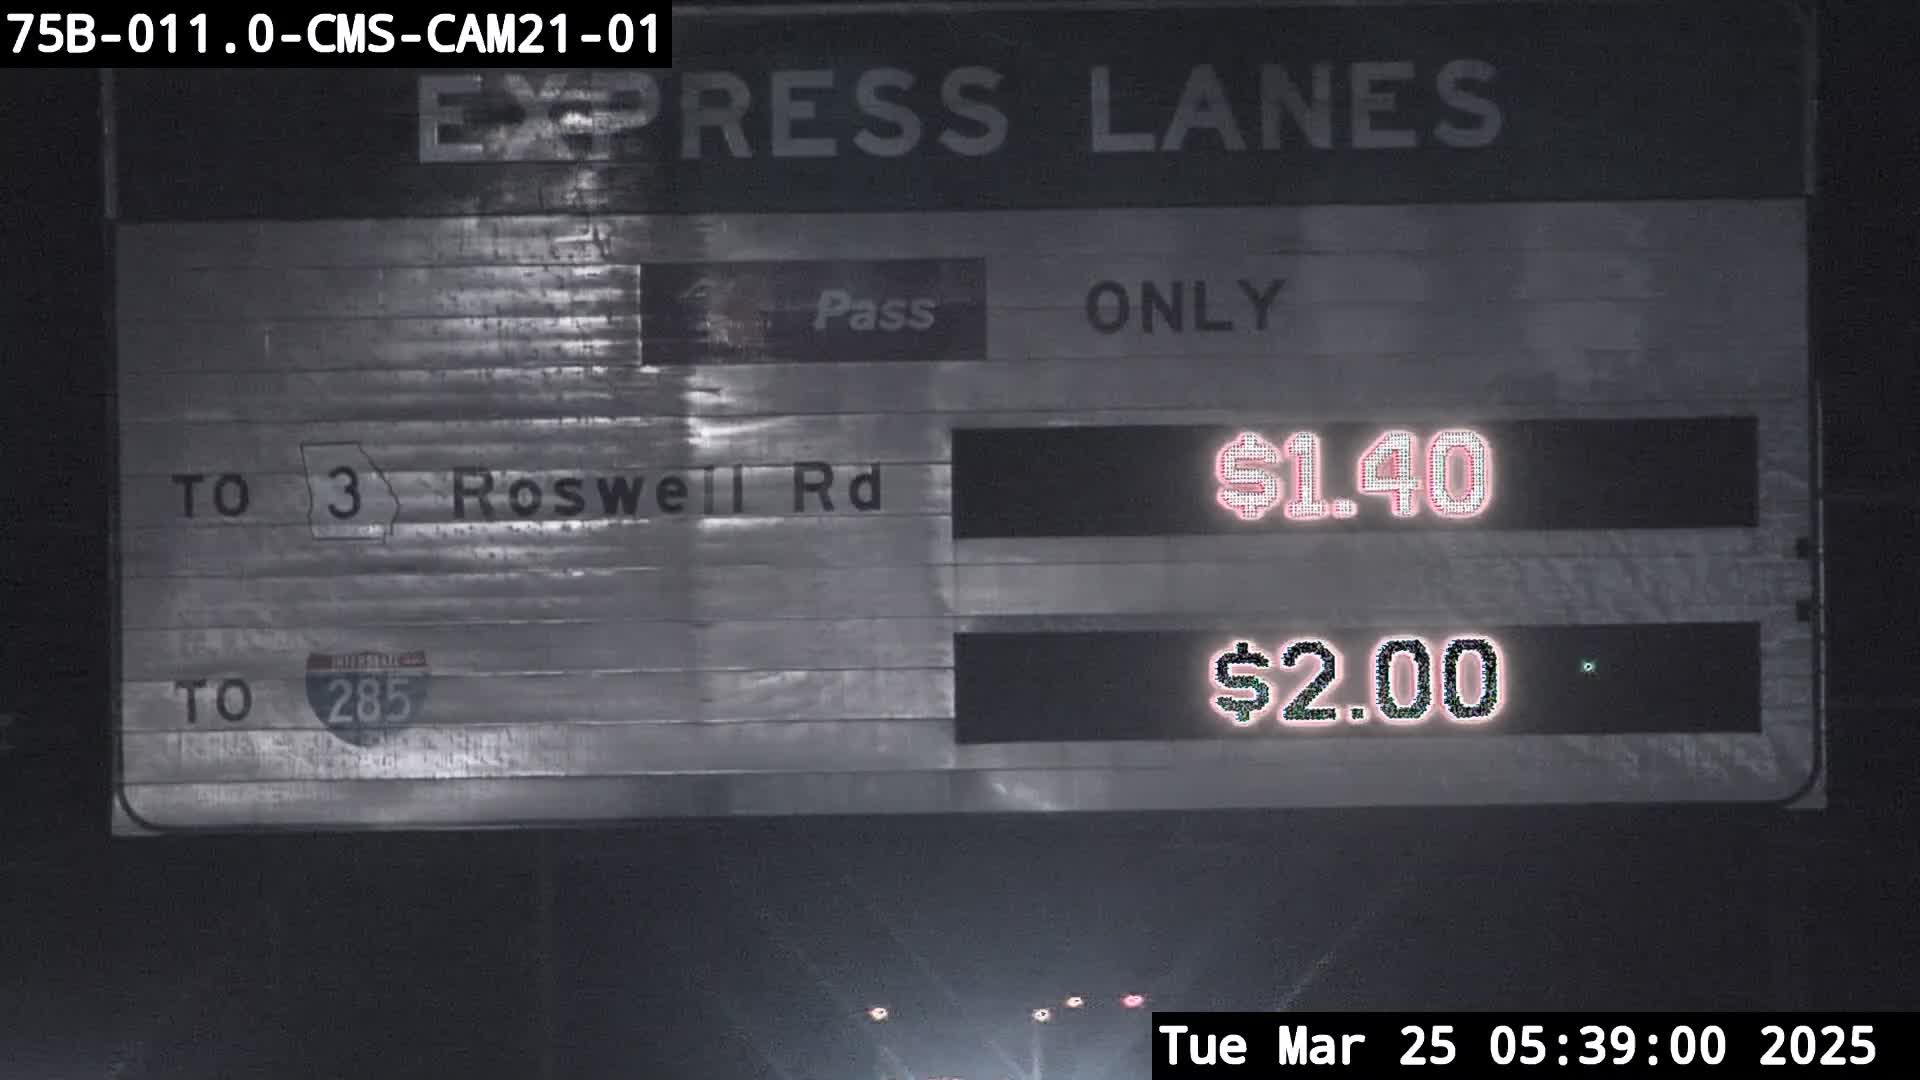 75B-011.0-CMS-CAM21-01
EXPRESS LANES
Pass ONLY
TO 3 Roswell Rd $1.40
INTERSTATE
TO 285 $2.00
Tue Mar 25 05:39:00 2025